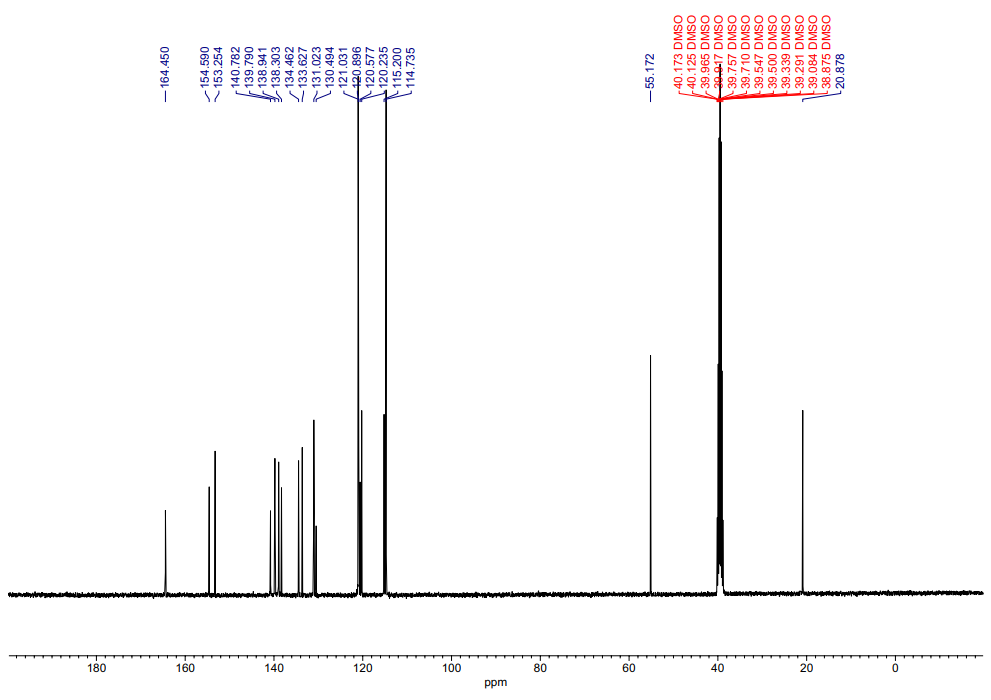 164.450
154.590
153.254
140.782
139.790
138.941
138.303
134.462
133.627
131.023
130.494
121.031
120.896
120.577
120.235
115.200
114.735
55.172
40.173 DMSO
40.125 DMSO
39.965 DMSO
39.917 DMSO
39.757 DMSO
39.710 DMSO
39.547 DMSO
39.500 DMSO
39.339 DMSO
39.291 DMSO
39.084 DMSO
38.875 DMSO
20.878
180 160 140 120 100 80 60 40 20 0
ppm